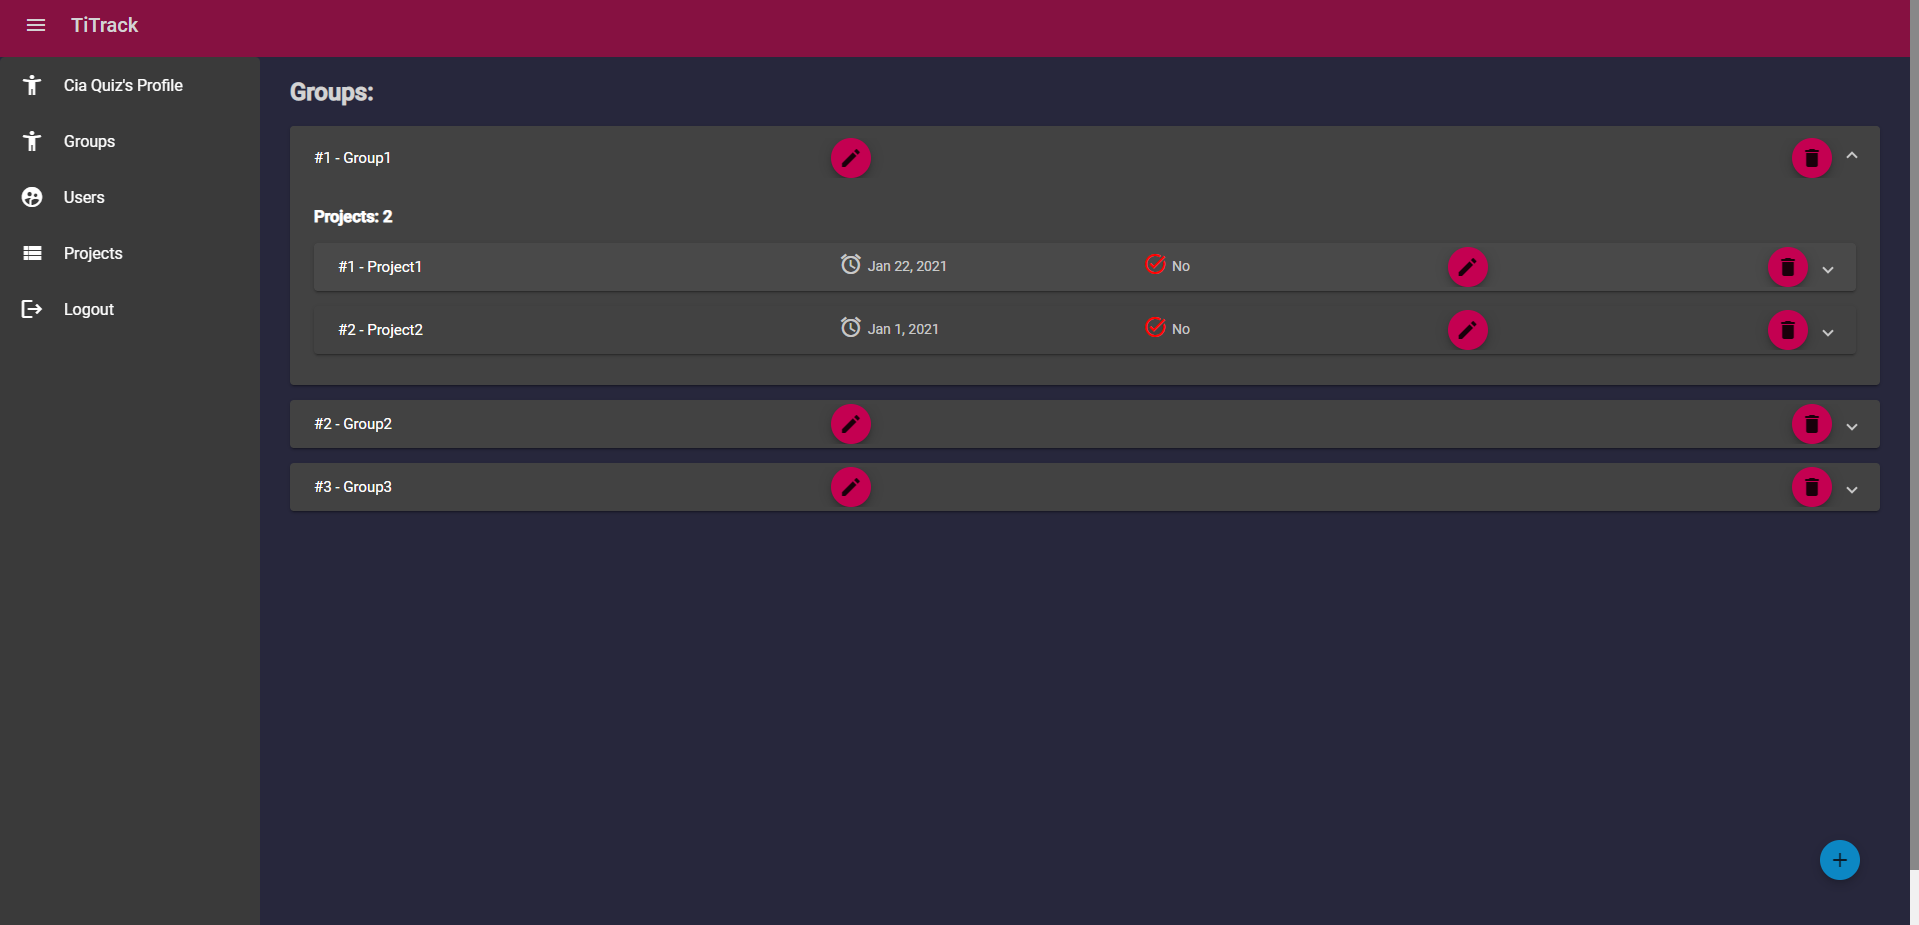 TiTrack
Cia Quiz's Profile
Groups
Users
Projects
Logout
Groups:
#1 - Group1
Projects: 2
#1 - Project1 Jan 22, 2021 No
#2 - Project2 Jan 1, 2021 No
#2 - Group2
#3 - Group3